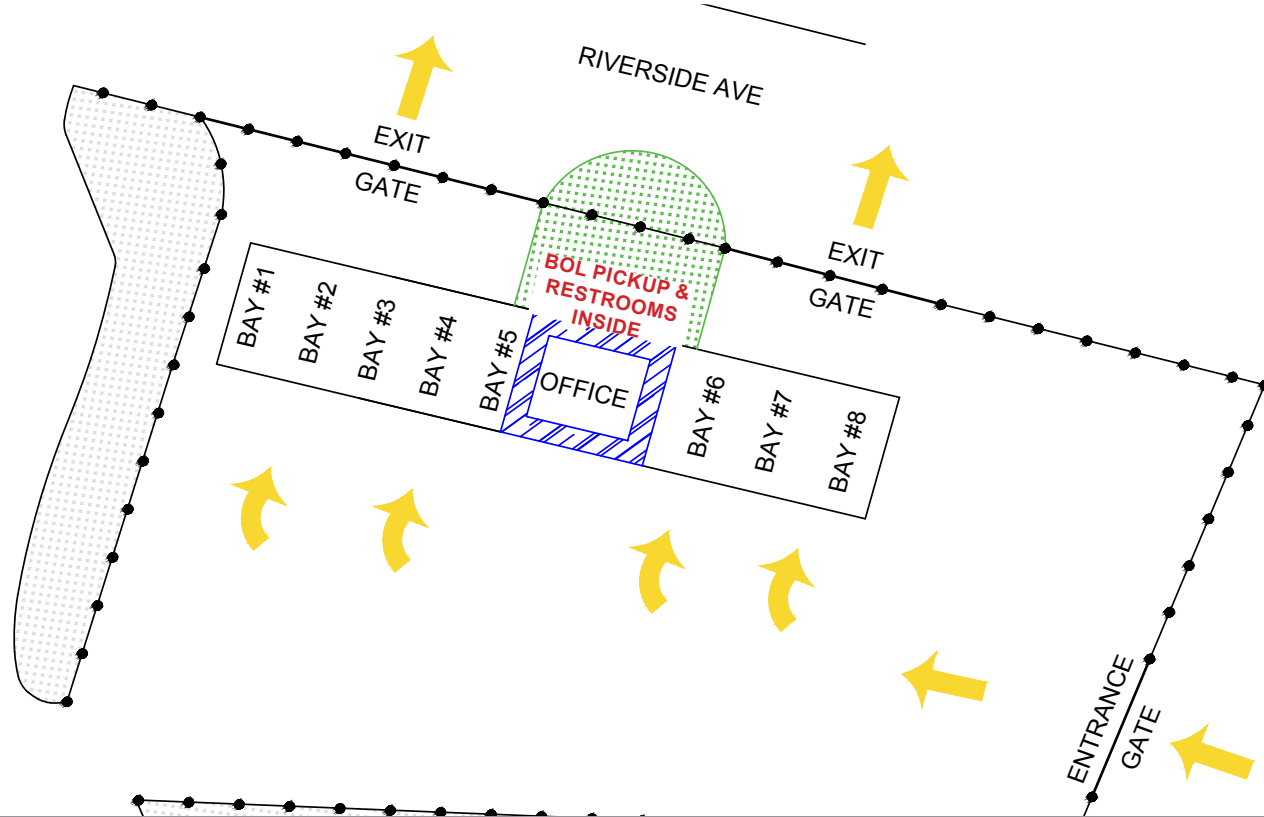 RIVERSIDE AVE
EXIT
GATE
EXIT
GATE
BOL PICKUP &
RESTROOMS
INSIDE
BAY #1
BAY #2
BAY #3
BAY #4
BAY #5
OFFICE
BAY #6
BAY #7
BAY #8
ENTRANCE
GATE